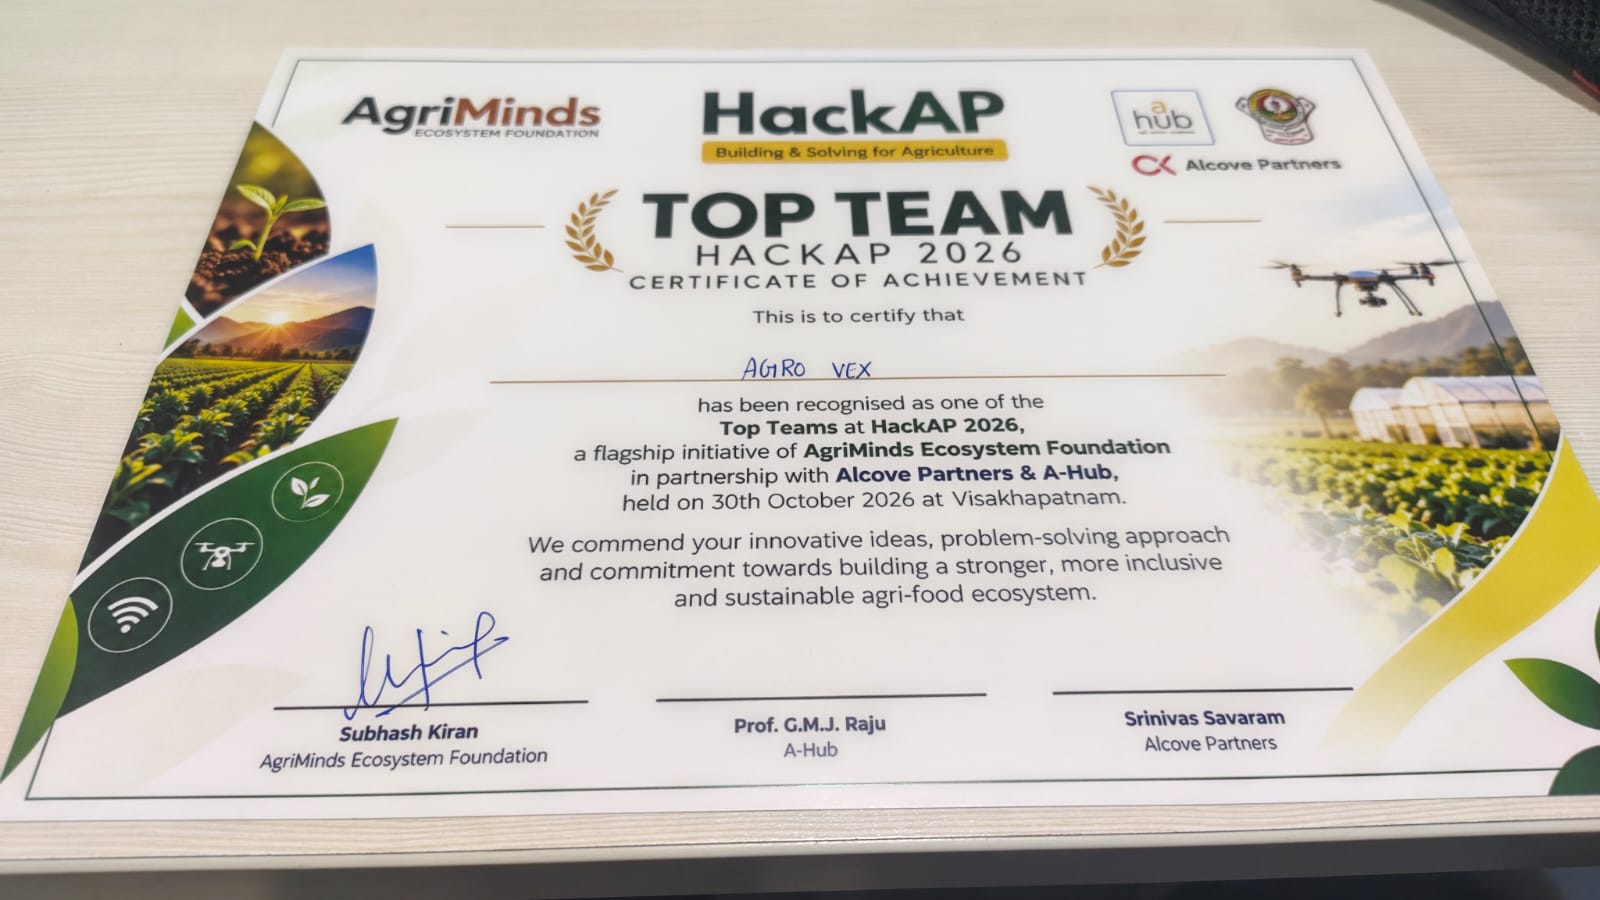 AgriMinds
ECOSYSTEM FOUNDATION
HackAP
Building & Solving for Agriculture
a
hub
Alcove Partners
TOP TEAM
HACKAP 2026
CERTIFICATE OF ACHIEVEMENT
This is to certify that
AGRO VEX
has been recognised as one of the
Top Teams at HackAP 2026,
a flagship initiative of AgriMinds Ecosystem Foundation
in partnership with Alcove Partners & A-Hub,
held on 30th October 2026 at Visakhapatnam.
We commend your innovative ideas, problem-solving approach
and commitment towards building a stronger, more inclusive
and sustainable agri-food ecosystem.
Subhash Kiran
AgriMinds Ecosystem Foundation
Prof. G.M.J. Raju
A-Hub
Srinivas Savaram
Alcove Partners